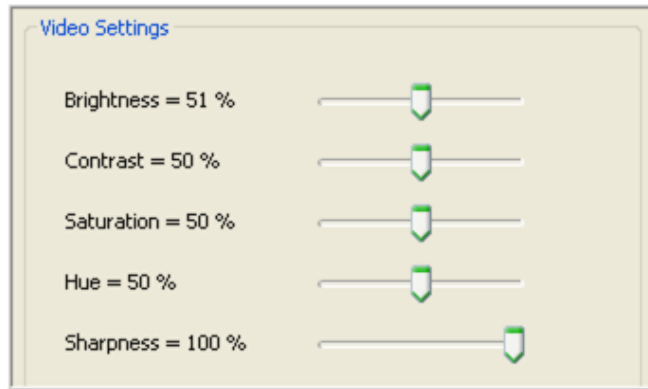 Video Settings
Brightness = 51 %
Contrast = 50 %
Saturation = 50 %
Hue = 50 %
Sharpness = 100 %